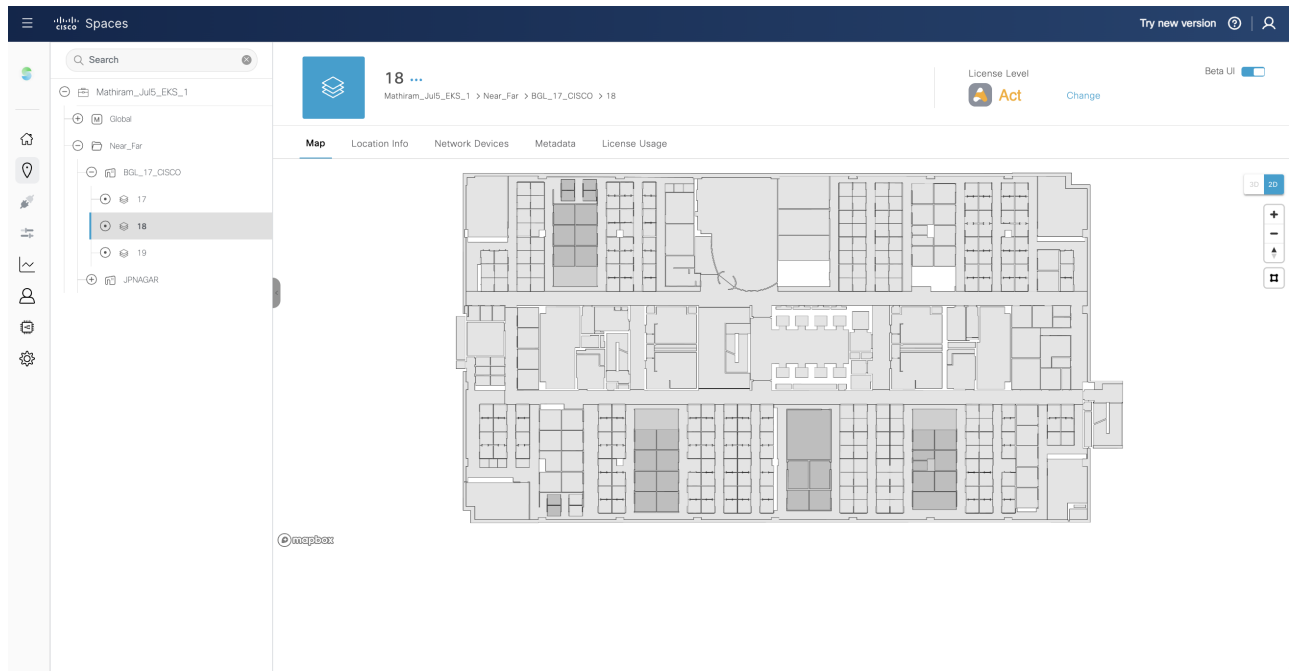 cisco Spaces
Try new version
Search
Mathiram_Jul5_EKS_1
M Global
Near_Far
BGL_17_CISCO
17
18
19
JPNAGAR
18 ...
Mathiram_Jul5_EKS_1 > Near_Far > BGL_17_CISCO > 18
License Level
Act
Change
Beta UI
Map Location Info Network Devices Metadata License Usage
3D 2D
mapbox